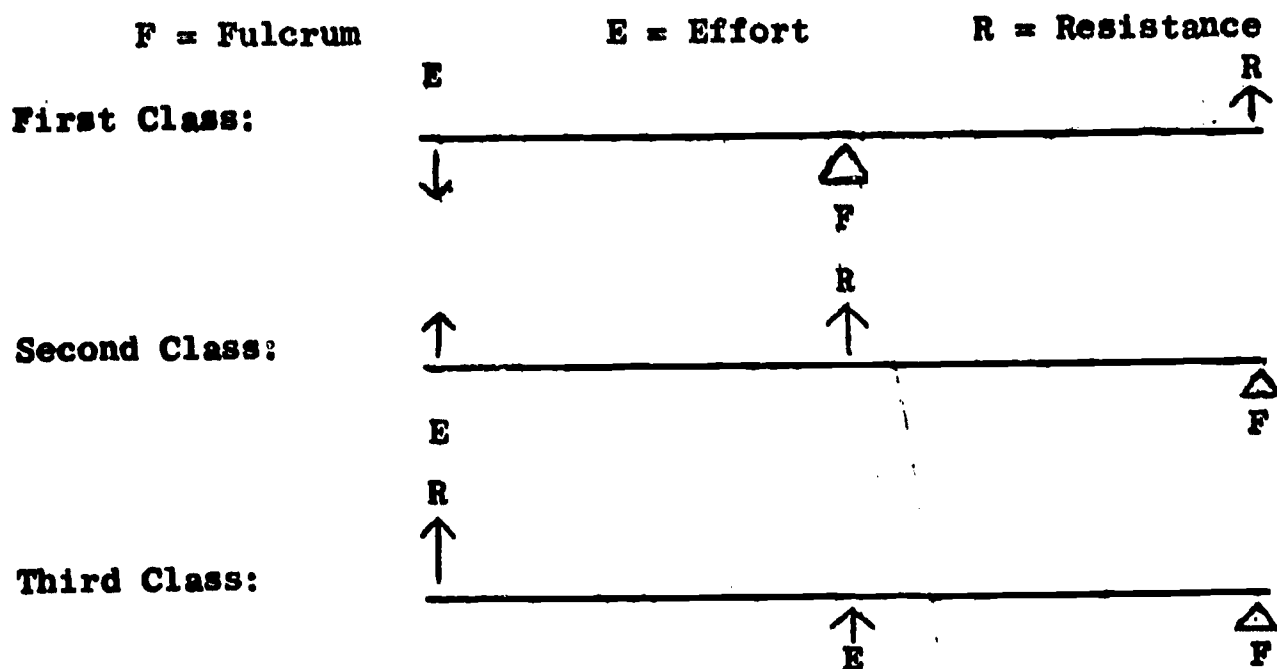 F = Fulcrum E = Effort R = Resistance
E R
First Class:
F
R
Second Class:
F
E
R
Third Class:
E F